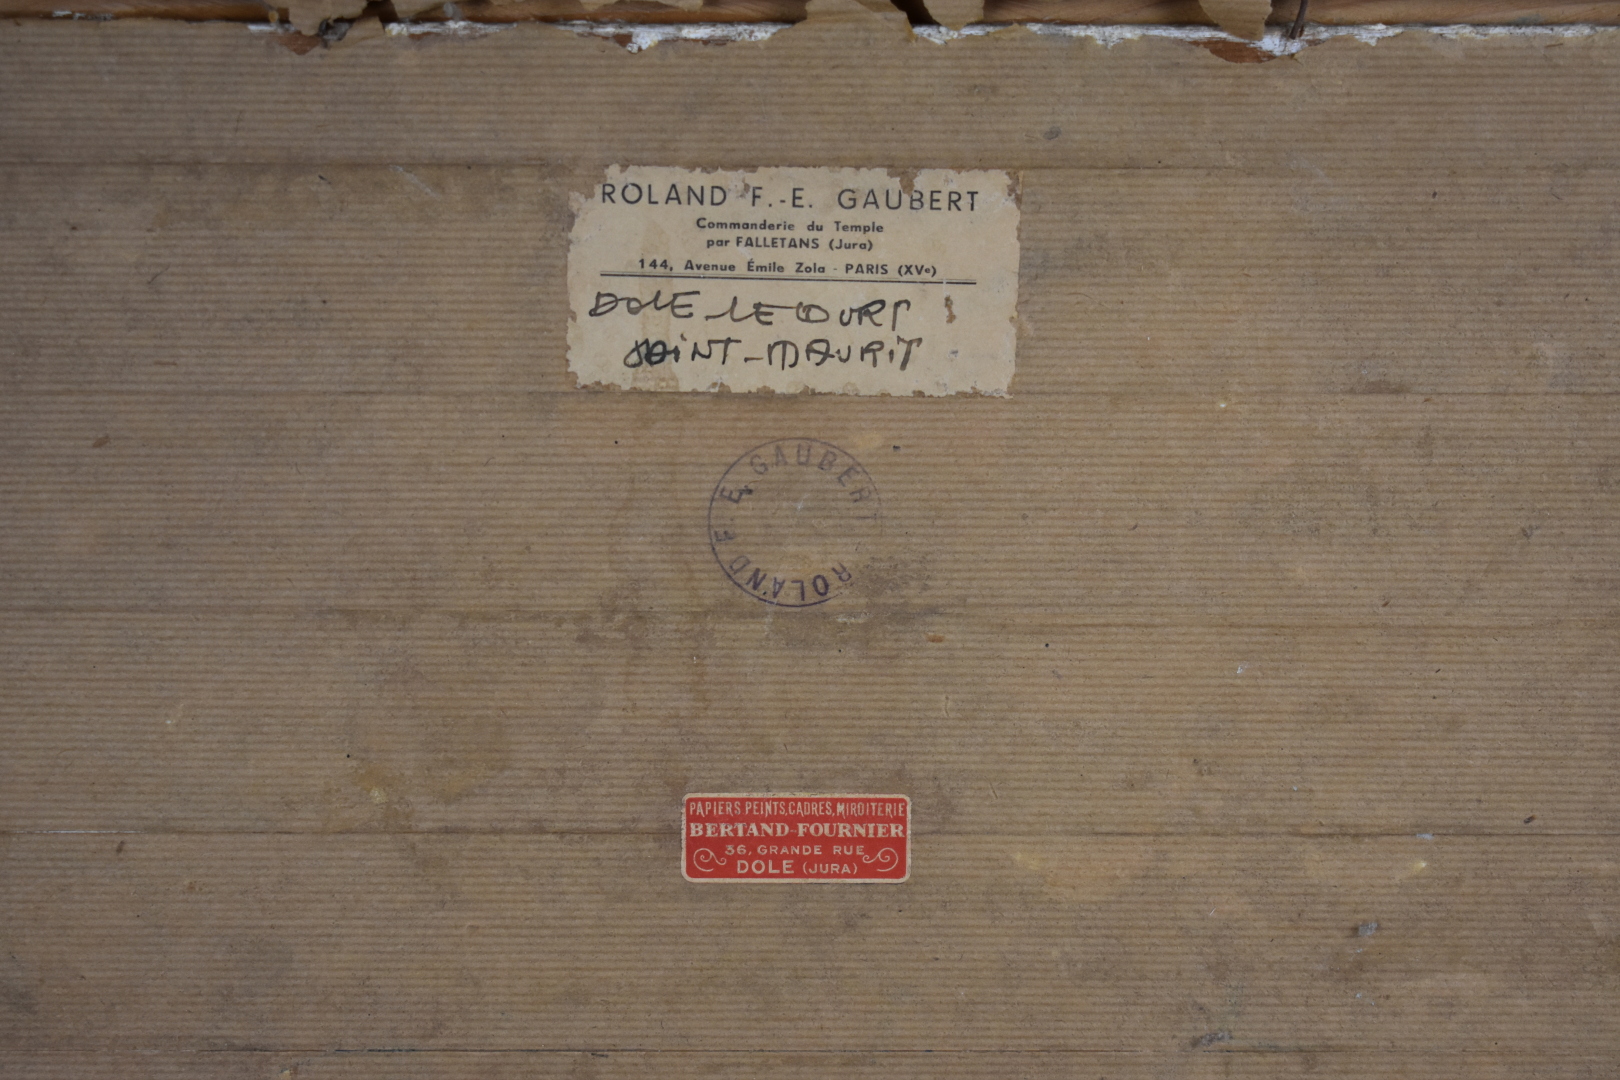 ROLAND F.-E. GAUBERT
Commanderie du Temple
par FALLETANS (Jura)
144, Avenue Émile Zola - PARIS (XVe)
DOLE - LE COURT
SAINT-MAURIT
ROLAND F. E. GAUBERT
PAPIERS PEINTS, CADRES, MIROITERIE
BERTAND-FOURNIER
36, GRANDE RUE
DOLE (JURA)